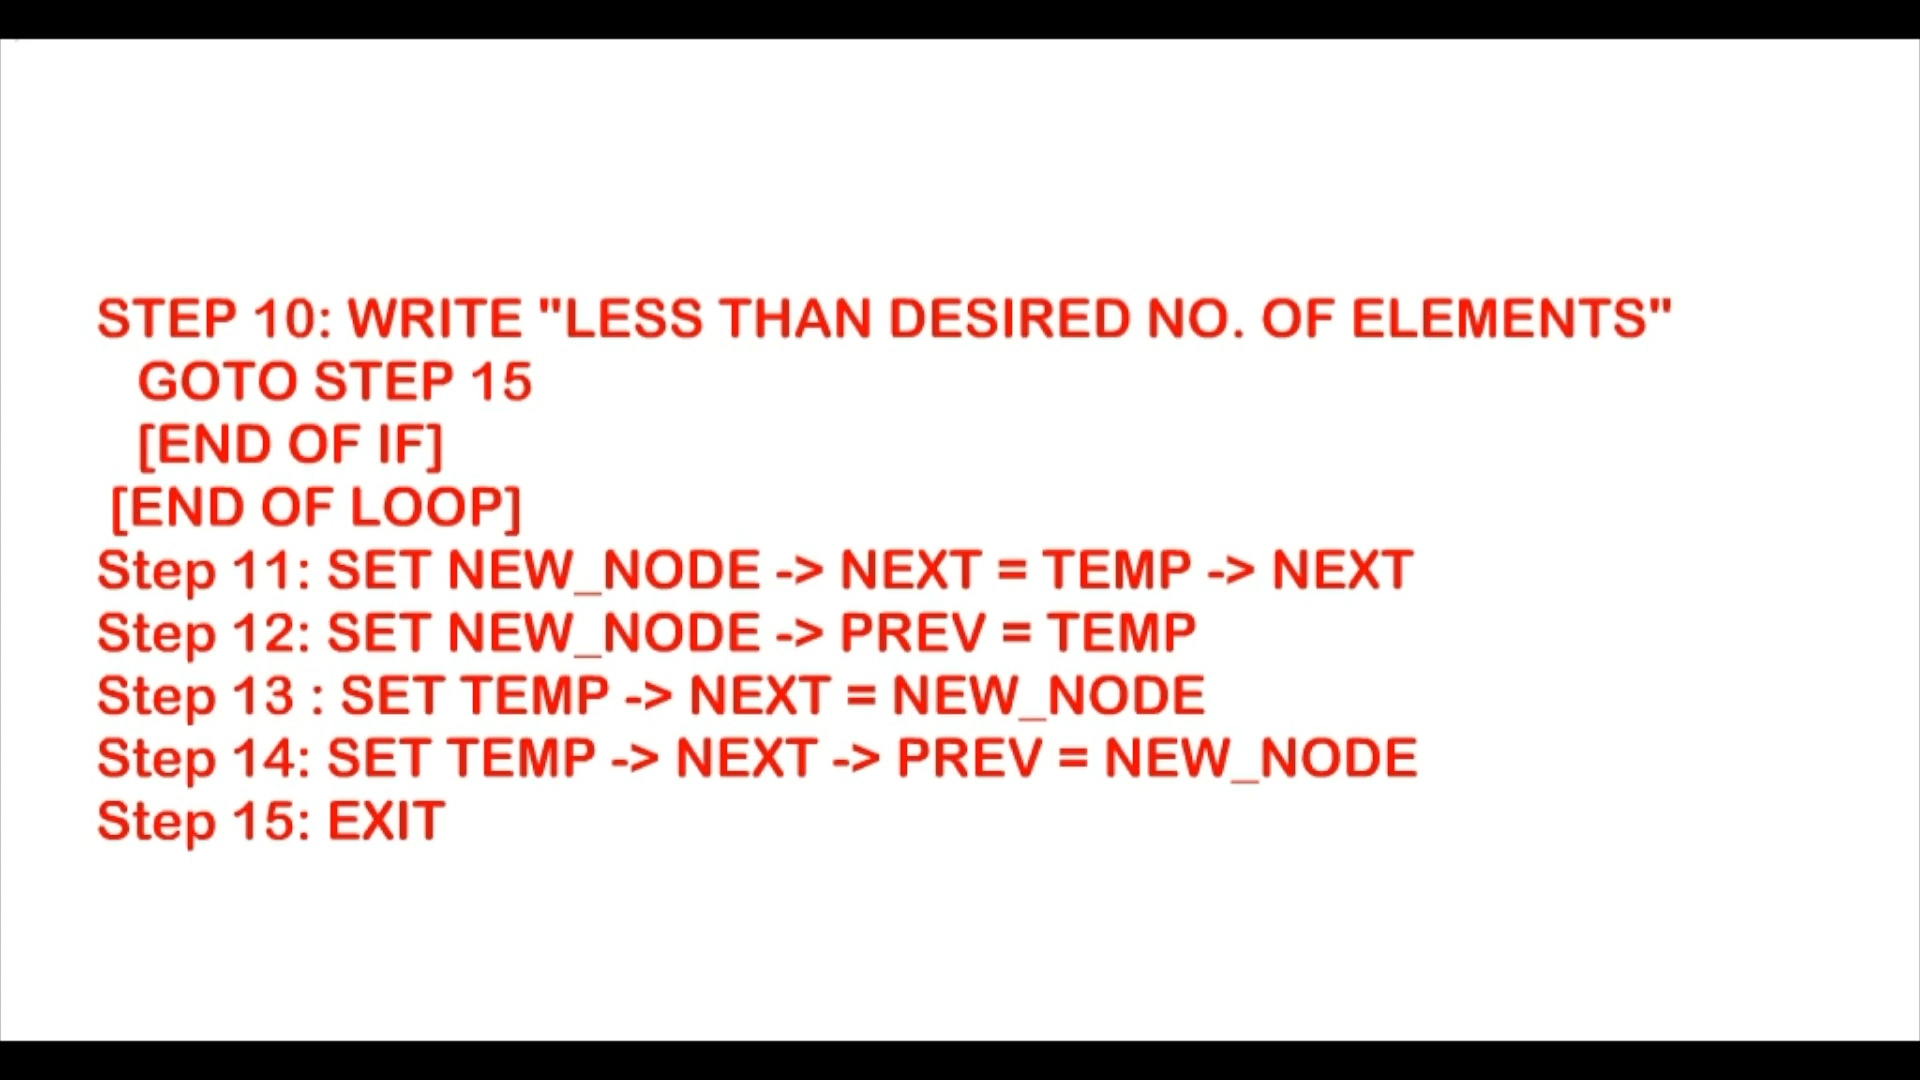 STEP 10: WRITE "LESS THAN DESIRED NO. OF ELEMENTS"
GOTO STEP 15
[END OF IF]
[END OF LOOP]
Step 11: SET NEW_NODE -> NEXT = TEMP -> NEXT
Step 12: SET NEW_NODE -> PREV = TEMP
Step 13 : SET TEMP -> NEXT = NEW_NODE
Step 14: SET TEMP -> NEXT -> PREV = NEW_NODE
Step 15: EXIT